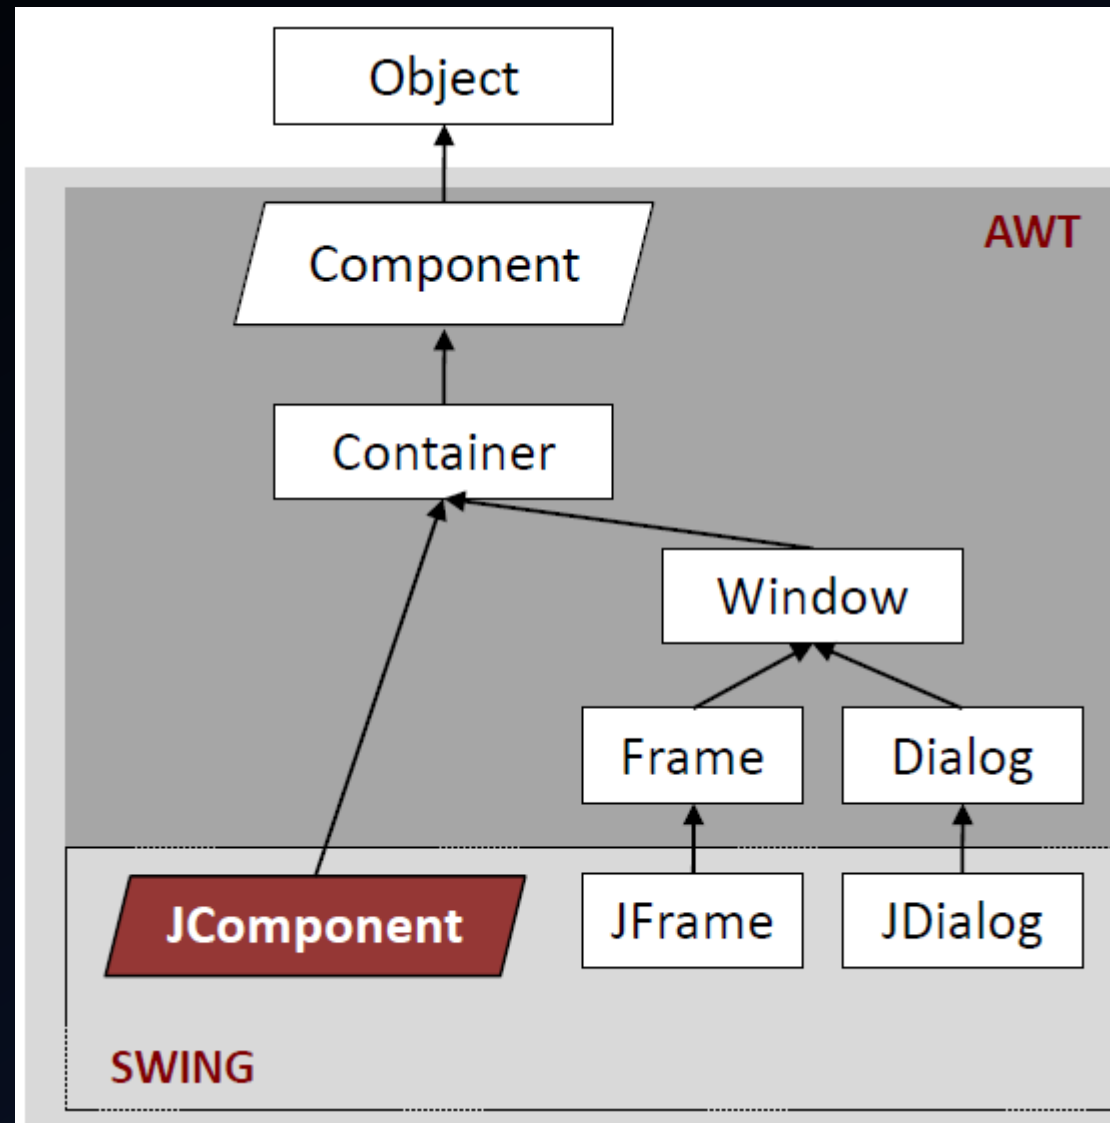 Object
AWT
Component
Container
Window
Frame
Dialog
JComponent
JFrame
JDialog
SWING